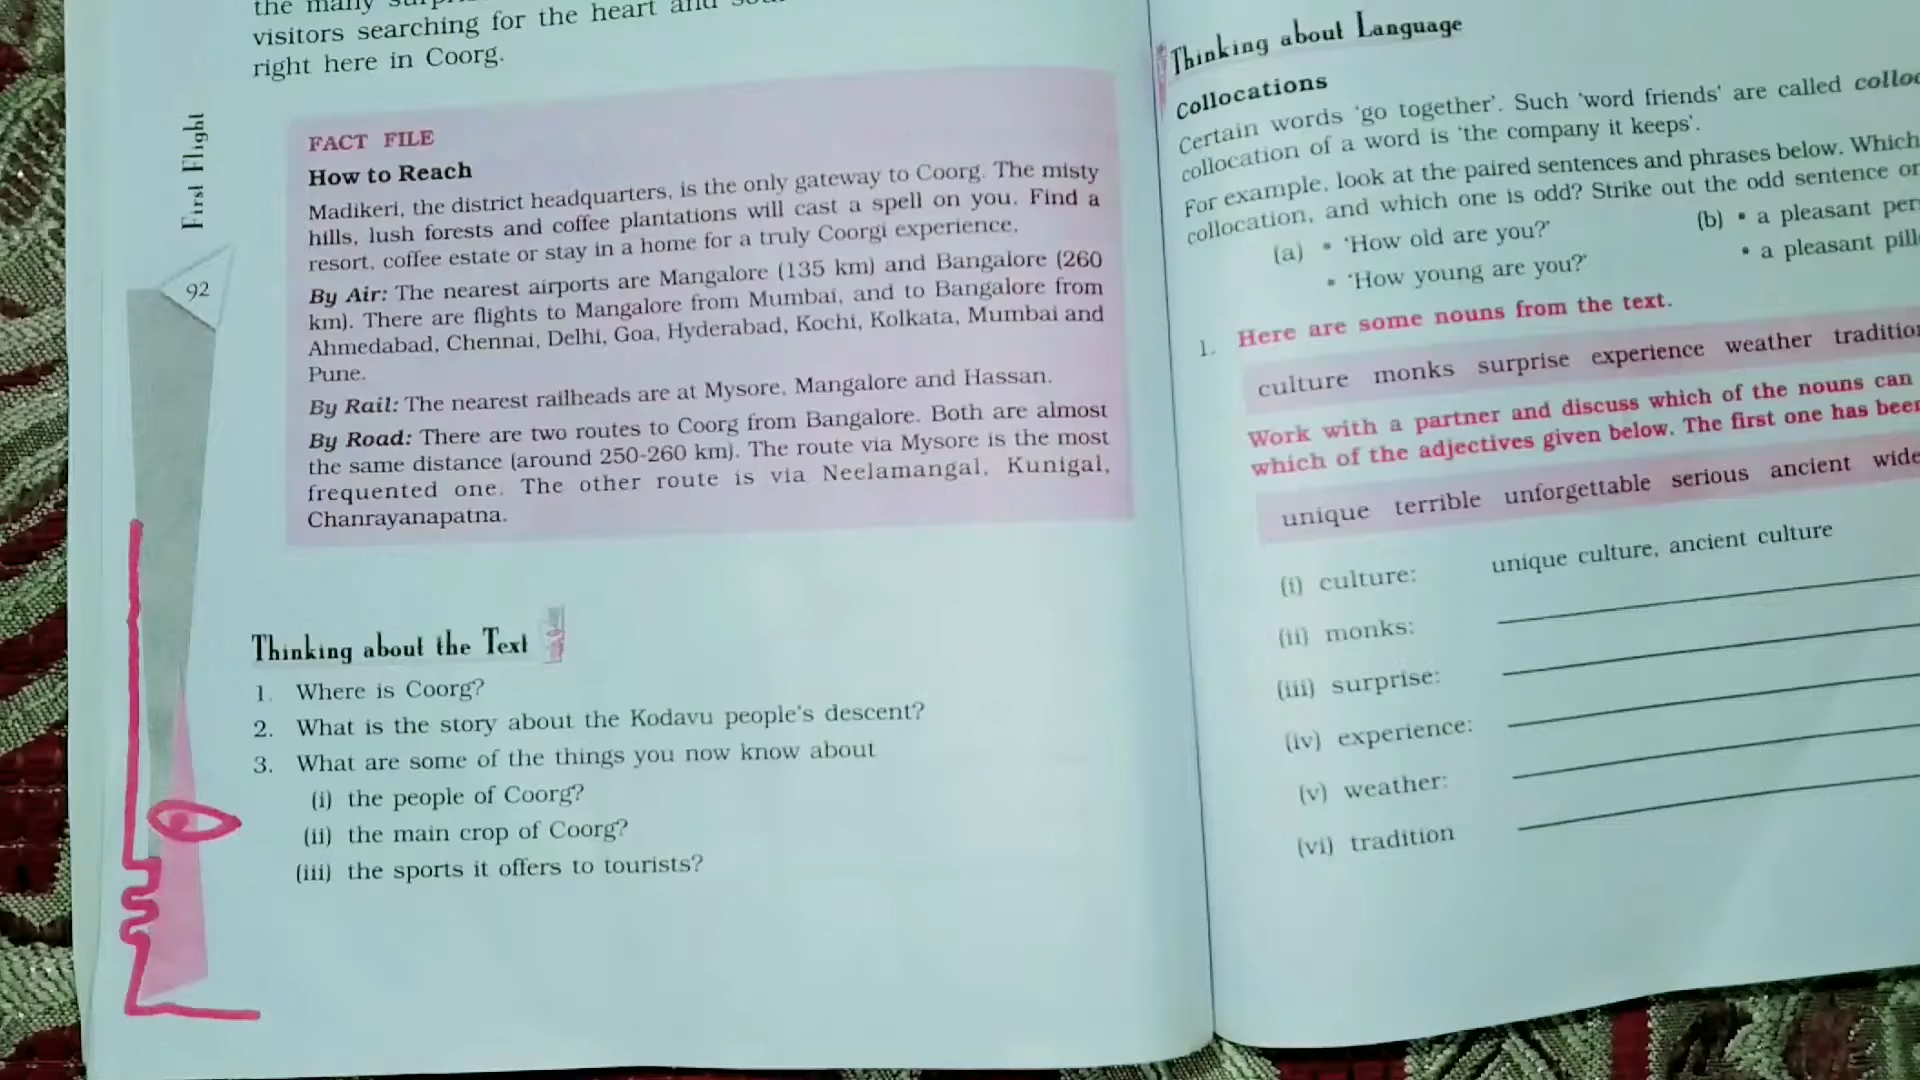 the many
visitors searching for the heart and
right here in Coorg.
First Flight
92
FACT FILE
How to Reach
Madikeri, the district headquarters, is the only gateway to Coorg. The misty
hills, lush forests and coffee plantations will cast a spell on you. Find a
resort, coffee estate or stay in a home for a truly Coorgi experience.
By Air: The nearest airports are Mangalore (135 km) and Bangalore (260
km). There are flights to Mangalore from Mumbai, and to Bangalore from
Ahmedabad, Chennai, Delhi, Goa, Hyderabad, Kochi, Kolkata, Mumbai and
Pune.
By Rail: The nearest railheads are at Mysore, Mangalore and Hassan.
By Road: There are two routes to Coorg from Bangalore. Both are almost
the same distance (around 250-260 km). The route via Mysore is the most
frequented one. The other route is via Neelamangal, Kunigal,
Chanrayanapatna.
Thinking about the Text
1. Where is Coorg?
2. What is the story about the Kodavu people's descent?
3. What are some of the things you now know about
(i) the people of Coorg?
(ii) the main crop of Coorg?
(iii) the sports it offers to tourists?
Thinking about Language
Collocations
Certain words 'go together'. Such 'word friends' are called
collocation of a word is 'the company it keeps'.
For example, look at the paired sentences and phrases below. Which
collocation, and which one is odd? Strike out the odd sentence or
(a) • 'How old are you?' (b) • a pleasant
• 'How young are you?' • a pleasant
1. Here are some nouns from the text.
culture monks surprise experience weather
Work with a partner and discuss which of the nouns can
which of the adjectives given below. The first one has been
unique terrible unforgettable serious ancient wide
(i) culture: unique culture, ancient culture
(ii) monks:
(iii) surprise:
(iv) experience:
(v) weather:
(vi) tradition